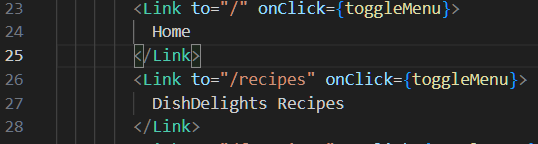 23 <Link to="/" onClick={toggleMenu}>
24 Home
25 </Link>
26 <Link to="/recipes" onClick={toggleMenu}>
27 DishDelights Recipes
28 </Link>